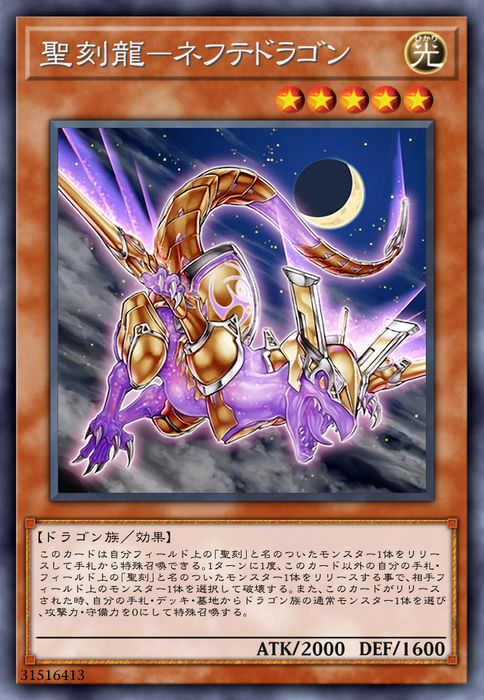 聖刻龍－ネフテドラゴン
ひかり
光
【ドラゴン族／効果】
このカードは自分フィールド上の「聖刻」と名のついたモンスター1体をリリー
スして手札から特殊召喚できる。1ターンに1度、このカード以外の自分の手札・
フィールド上の「聖刻」と名のついたモンスター1体をリリースする事で、相手フ
ィールド上のモンスター1体を選択して破壊する。また、このカードがリリース
された時、自分の手札・デッキ・墓地からドラゴン族の通常モンスター1体を選び、
攻撃力・守備力を0にして特殊召喚する。
ATK/2000 DEF/1600
31516413